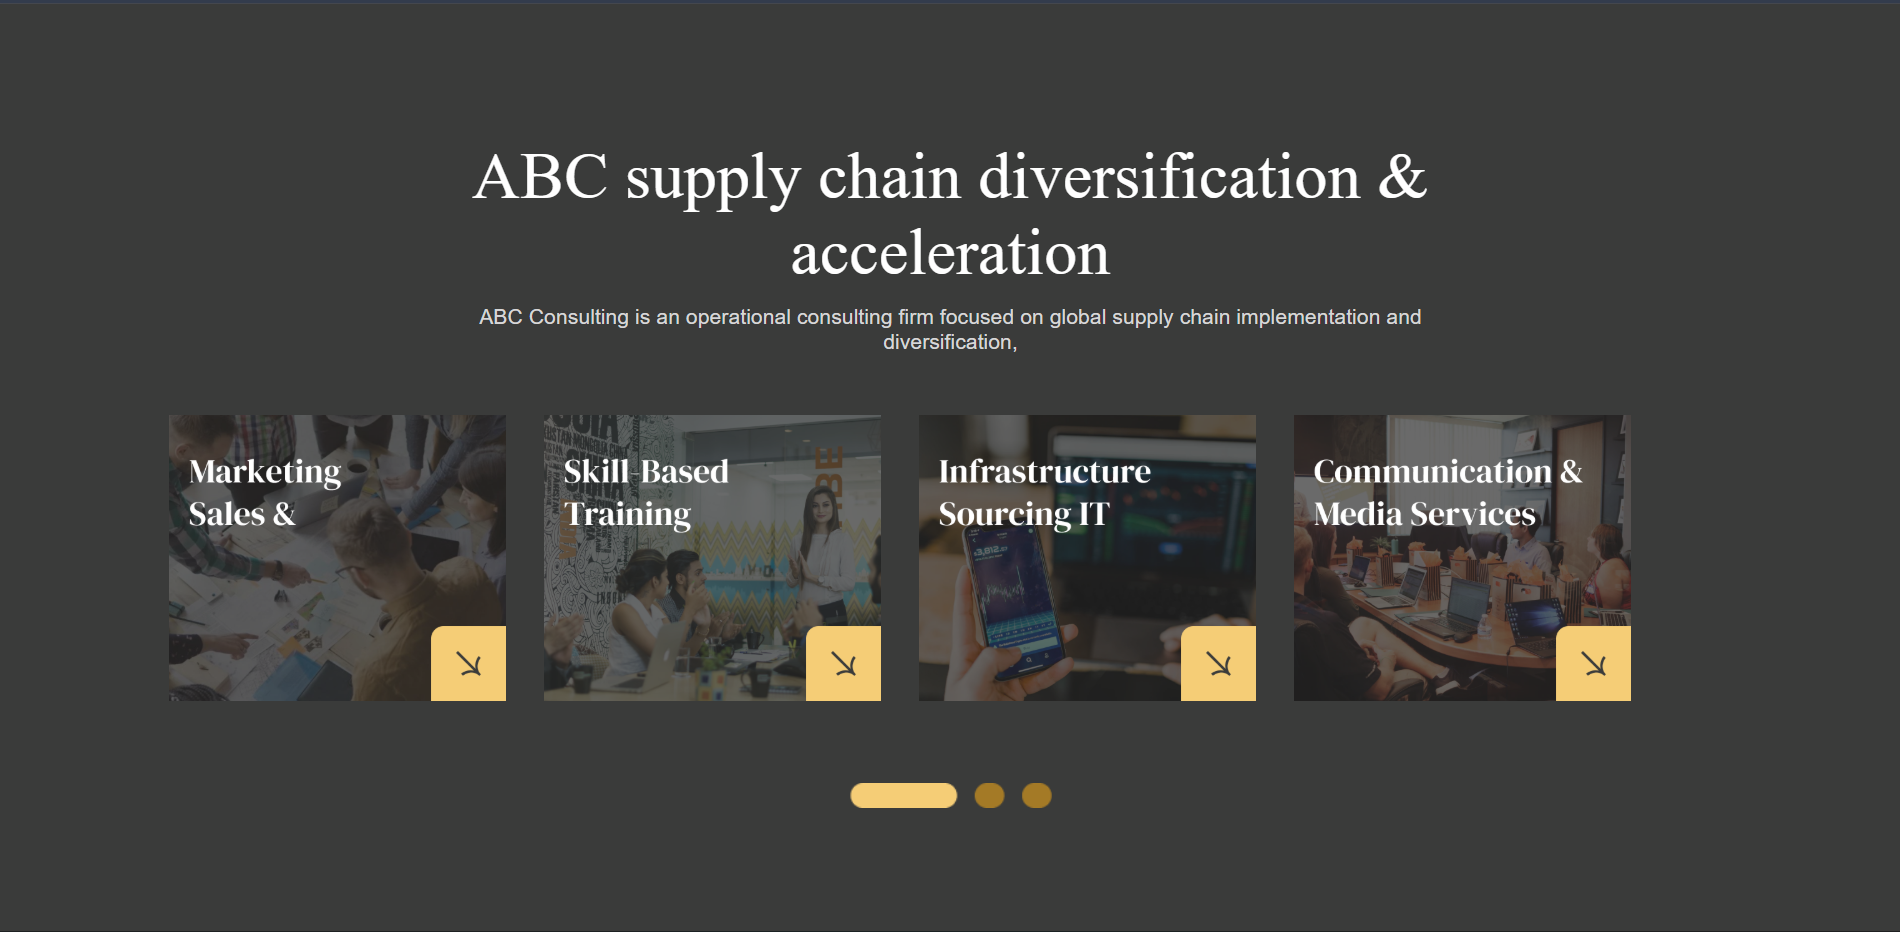 ABC supply chain diversification &
acceleration
ABC Consulting is an operational consulting firm focused on global supply chain implementation and
diversification,
Marketing
Sales &
Skill-Based
Training
Infrastructure
Sourcing IT
Communication &
Media Services